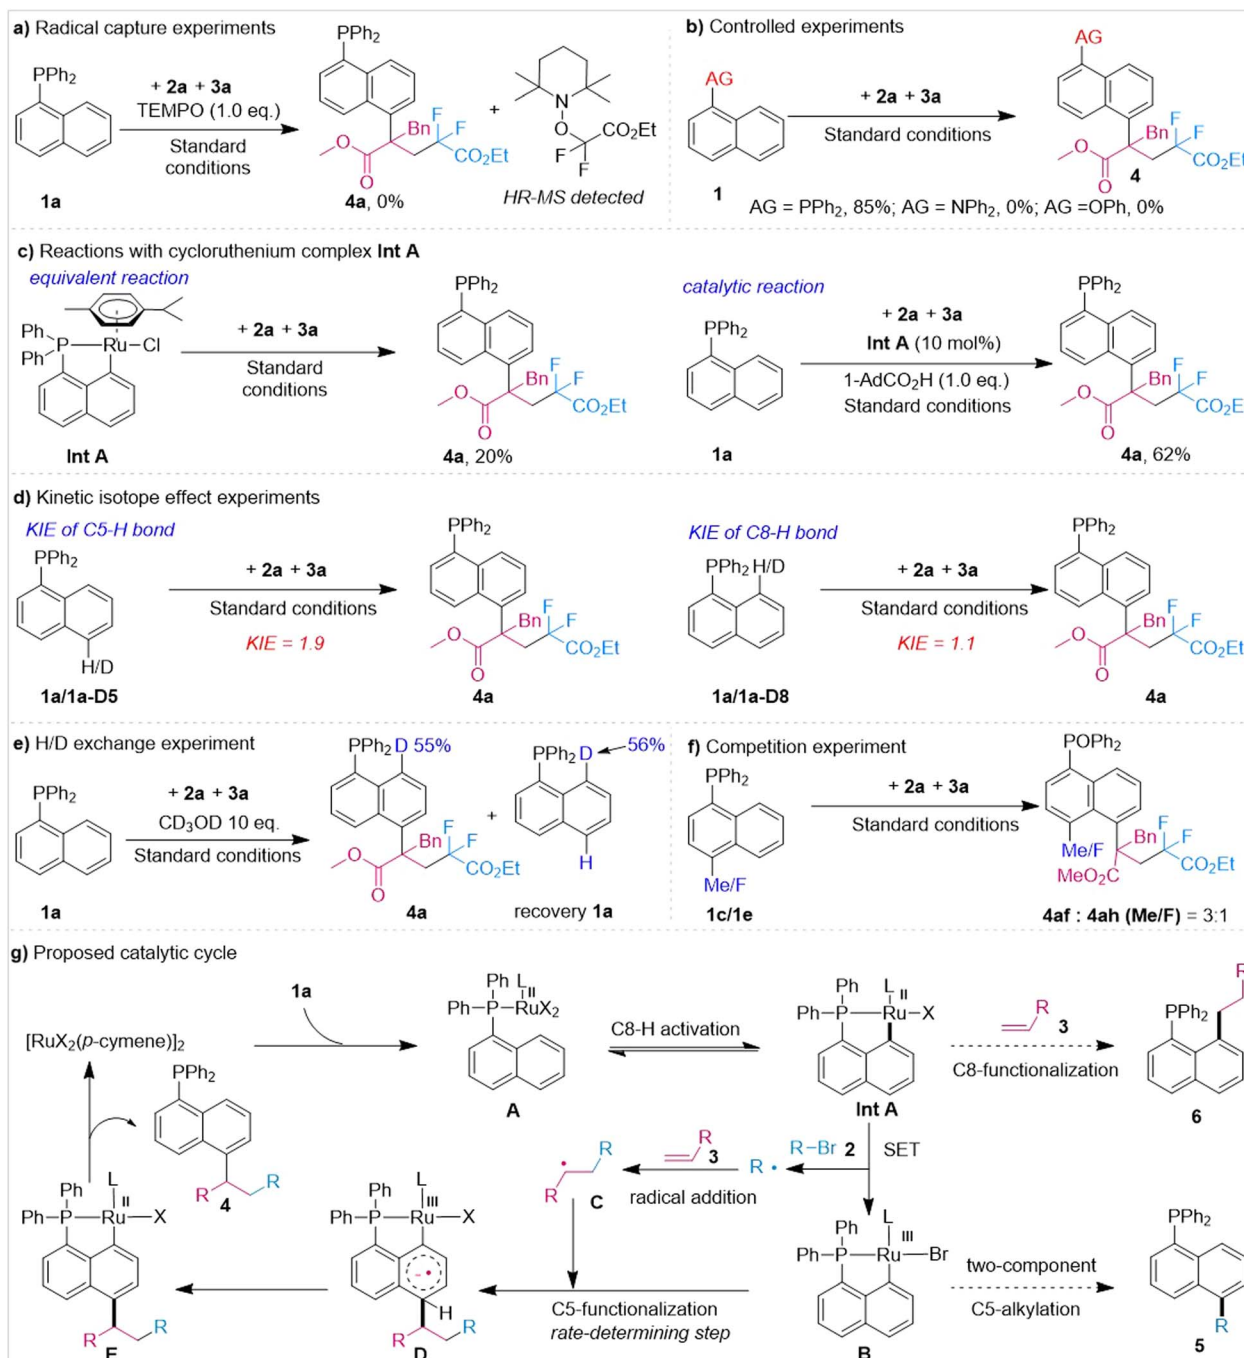 a) Radical capture experiments
PPh2
1a
+ 2a + 3a
TEMPO (1.0 eq.)
Standard
conditions
PPh2
Bn
F
F
O
O
CO2Et
4a, 0%
+
N
O
CO2Et
F
F
HR-MS detected
b) Controlled experiments
AG
1
+ 2a + 3a
Standard conditions
AG
Bn
F
F
O
O
CO2Et
4
AG = PPh2, 85%; AG = NPh2, 0%; AG =OPh, 0%
c) Reactions with cycloruthenium complex Int A
equivalent reaction
Ph
Ph
P
Ru
Cl
Int A
+ 2a + 3a
Standard
conditions
PPh2
Bn
F
F
O
O
CO2Et
4a, 20%
catalytic reaction
PPh2
1a
+ 2a + 3a
Int A (10 mol%)
1-AdCO2H (1.0 eq.)
Standard conditions
PPh2
Bn
F
F
O
O
CO2E
4a, 62%
d) Kinetic isotope effect experiments
KIE of C5-H bond
PPh2
H/D
1a/1a-D5
+ 2a + 3a
Standard conditions
KIE = 1.9
PPh2
Bn
F
F
O
O
CO2Et
4a
KIE of C8-H bond
PPh2 H/D
1a/1a-D8
+ 2a + 3a
Standard conditions
KIE = 1.1
PPh2
Bn
F
F
O
O
CO2Et
4a
e) H/D exchange experiment
PPh2
1a
+ 2a + 3a
CD3OD 10 eq.
Standard conditions
PPh2 D 55%
Bn
F
F
O
O
CO2Et
4a
+
PPh2 D
56%
H
recovery 1a
f) Competition experiment
PPh2
Me/F
1c/1e
+ 2a + 3a
Standard conditions
POPh2
Me/F
Bn
F
F
MeO2C
CO2Et
4af : 4ah (Me/F) = 3:1
g) Proposed catalytic cycle
[RuX2(p-cymene)]2
1a
Ph
L
II
Ph
P
RuX2
A
C8-H activation
Ph
L
II
Ph
P
Ru
X
Int A
R
3
C8-functionalization
R
PPh2
6
PPh2
R
R
4
R
R
C
R
3
radical addition
R
R–Br 2
SET
Ph
L
II
Ph
P
Ru
X
R
R
E
Ph
L
III
Ph
P
Ru
X
H
R
R
D
C5-functionalization
rate-determining step
Ph
L
III
Ph
P
Ru
Br
B
two-component
C5-alkylation
PPh2
R
5